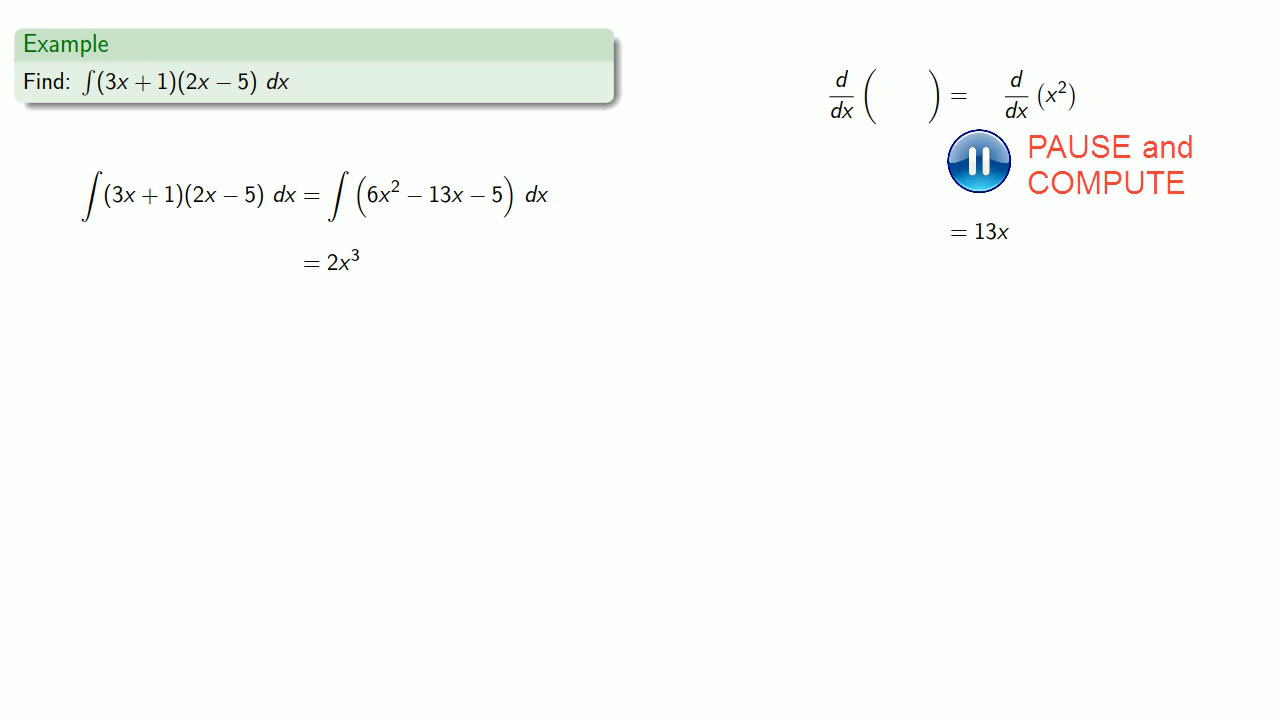 Example
Find: ∫(3x + 1)(2x − 5) dx
∫(3x + 1)(2x − 5) dx = ∫(6x² − 13x − 5) dx
= 2x³
d/dx (    ) = d/dx (x²)
PAUSE and
COMPUTE
= 13x